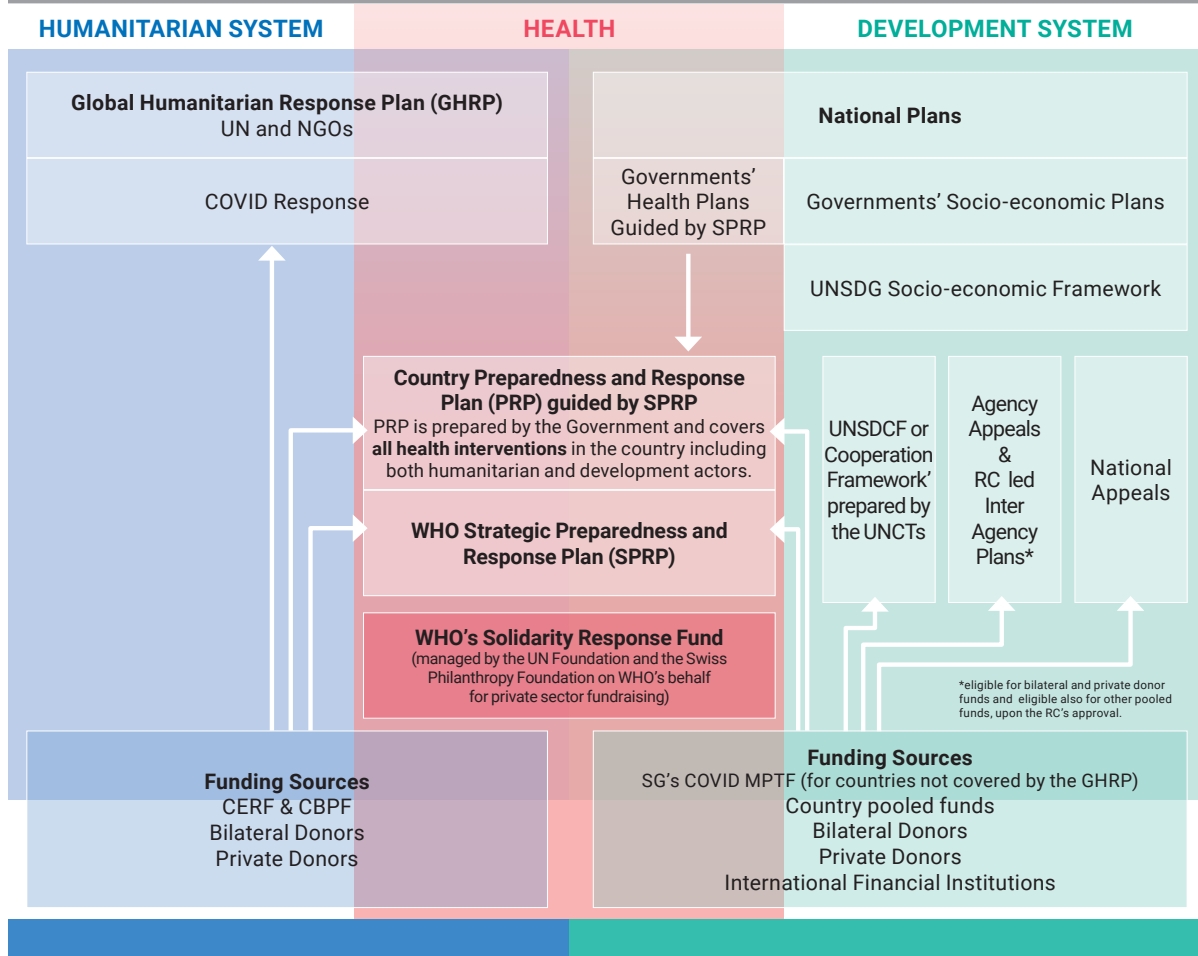 HUMANITARIAN SYSTEM
HEALTH
DEVELOPMENT SYSTEM
Global Humanitarian Response Plan (GHRP)
UN and NGOs
COVID Response
National Plans
Governments’
Health Plans
Guided by SPRP
Governments’ Socio-economic Plans
UNSDG Socio-economic Framework
Country Preparedness and Response
Plan (PRP) guided by SPRP
PRP is prepared by the Government and covers
all health interventions in the country including
both humanitarian and development actors.
WHO Strategic Preparedness and
Response Plan (SPRP)
WHO’s Solidarity Response Fund
(managed by the UN Foundation and the Swiss
Philanthropy Foundation on WHO’s behalf
for private sector fundraising)
UNSDCF or
Cooperation
Framework’
prepared by
the UNCTs
Agency
Appeals
&
RC led
Inter
Agency
Plans*
National
Appeals
*eligible for bilateral and private donor
funds and eligible also for other pooled
funds, upon the RC’s approval.
Funding Sources
CERF & CBPF
Bilateral Donors
Private Donors
Funding Sources
SG’s COVID MPTF (for countries not covered by the GHRP)
Country pooled funds
Bilateral Donors
Private Donors
International Financial Institutions